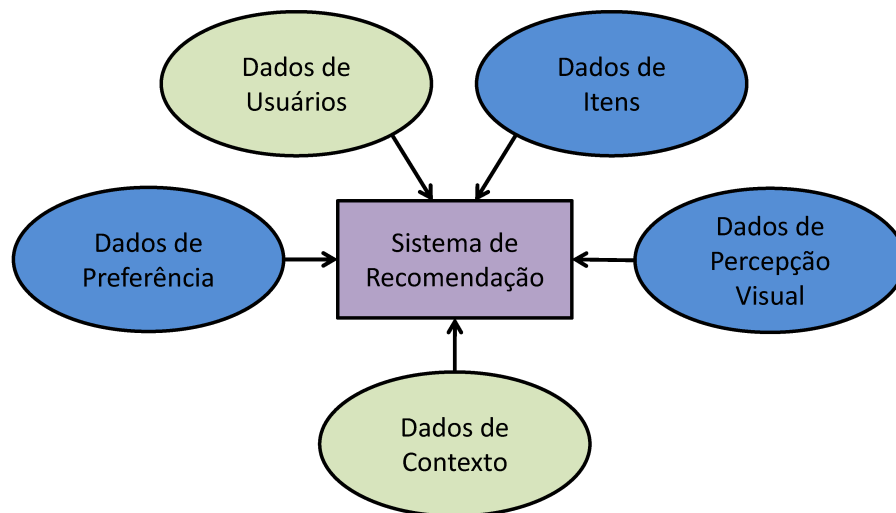 Dados de
Usuários
Dados de
Itens
Dados de
Preferência
Sistema de
Recomendação
Dados de
Percepção
Visual
Dados de
Contexto